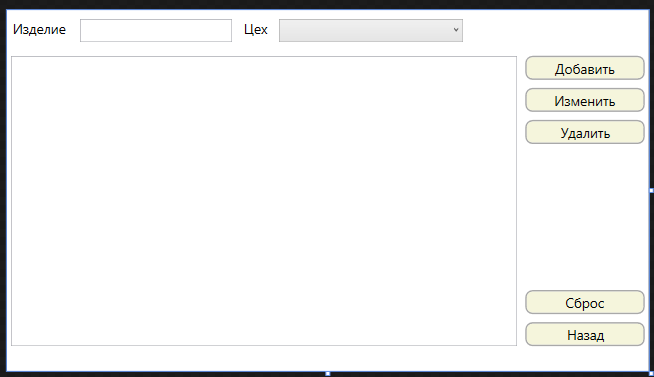 Изделие
Цех
Добавить
Изменить
Удалить
Сброс
Назад